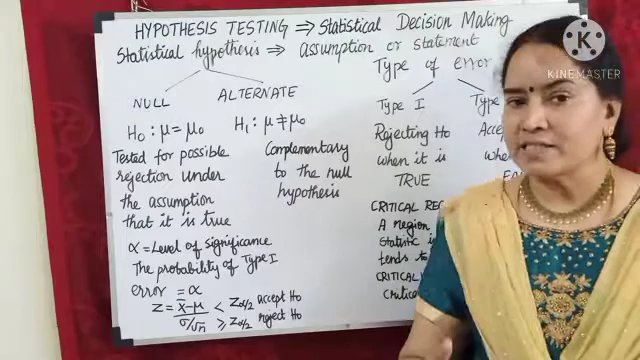 HYPOTHESIS TESTING ⇒ Statistical Decision Making
Statistical hypothesis ⇒ Assumption or statement
NULL
H₀ : μ = μ₀
Tested for possible
rejection under
the assumption
that it is true
ALTERNATE
H₁ : μ ≠ μ₀
Complementary
to the null
hypothesis
α = Level of significance
The probability of Type I
error = α
Z = x̄ - μ / σ/√n < Zα/2 accept H₀
≥ Zα/2 reject H₀
Type of error
Type I
Rejecting H₀
when it is
TRUE
Type
CRITICAL
A region
Statistic
tends to
CRITICAL
KINEMASTER